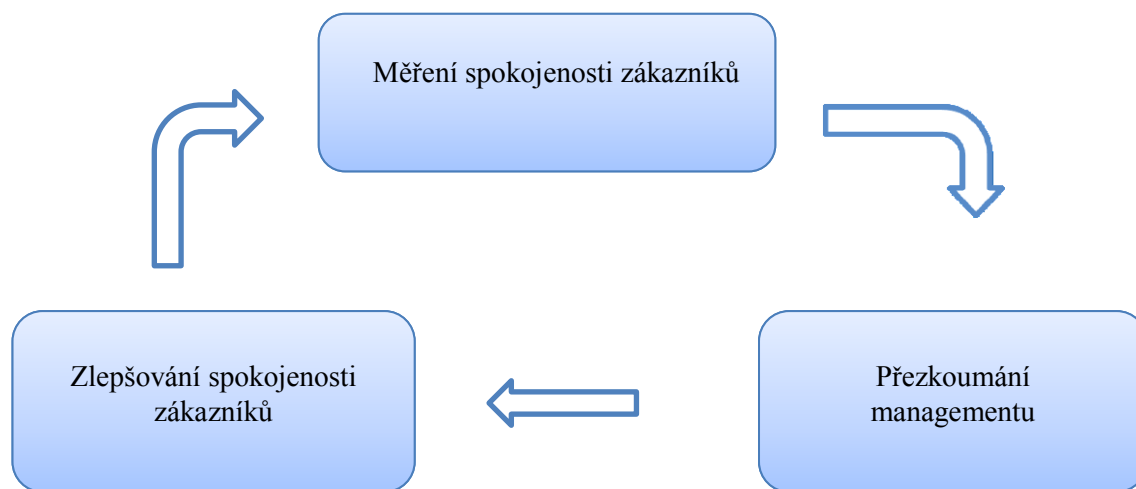 Měření spokojenosti zákazníků
Zlepšování spokojenosti
zákazníků
Přezkoumání
managementu